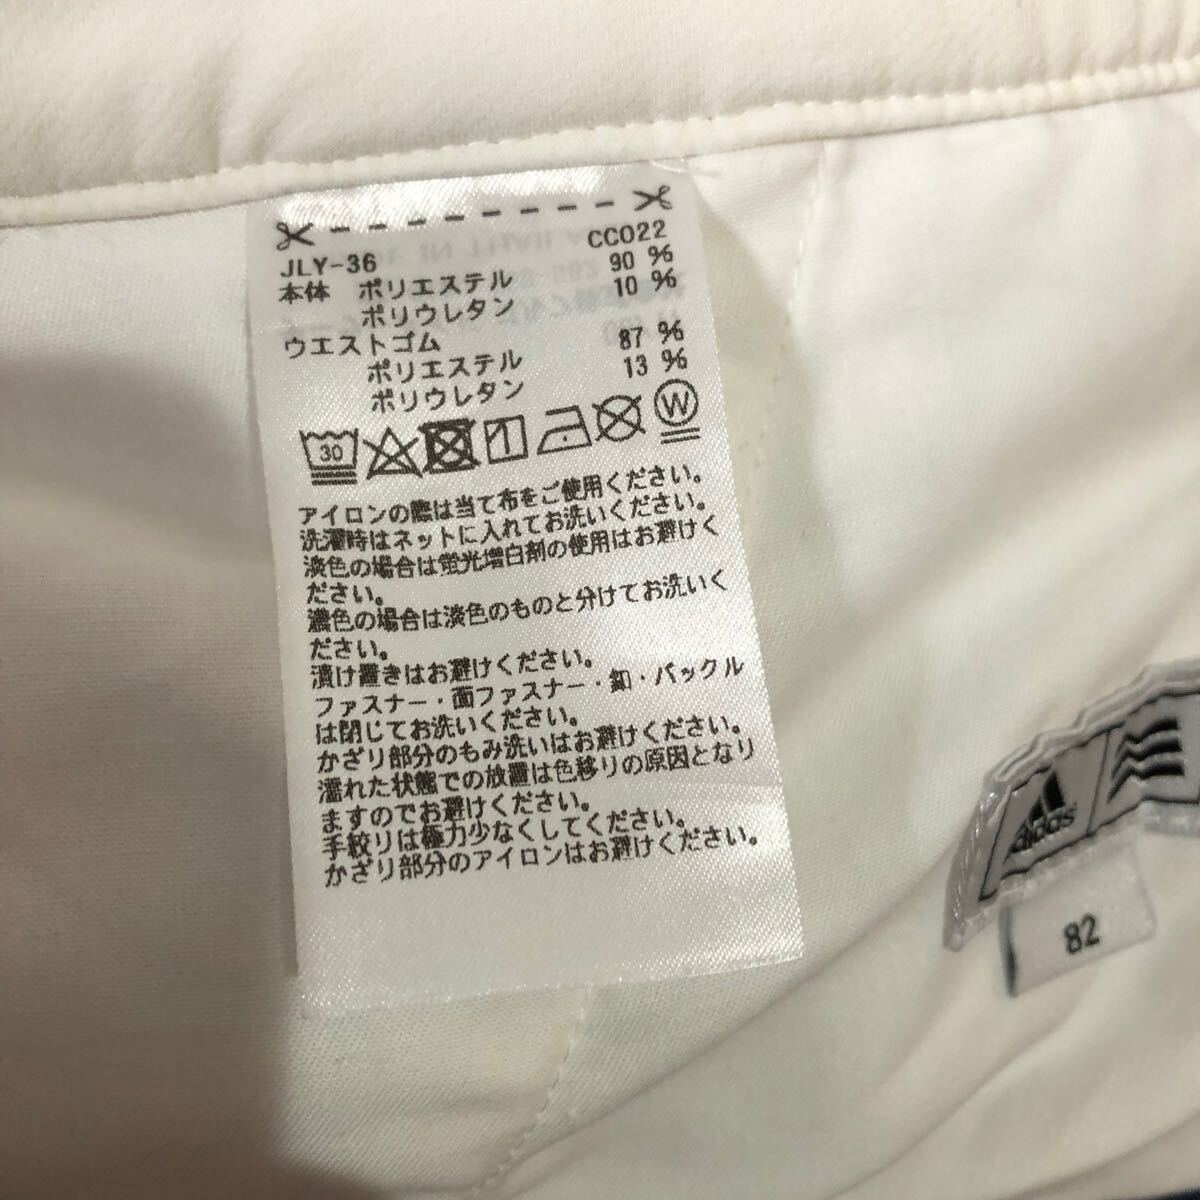 CC022
JLY-36
本体 ポリエステル 90 %
ポリウレタン 10 %
ウエストゴム
ポリエステル 87 %
ポリウレタン 13 %
30
W
アイロンの際は当て布をご使用ください。
洗濯時はネットに入れてお洗いください。
淡色の場合は蛍光増白剤の使用はお避けく
ださい。
濃色の場合は淡色のものと分けてお洗いく
ださい。
漬け置きはお避けください。
ファスナー・面ファスナー・釦・バックル
は閉じてお洗いください。
かざり部分のもみ洗いはお避けください。
濡れた状態での放置は色移りの原因となり
ますのでお避けください。
手絞りは極力少なくしてください。
かざり部分のアイロンはお避けください。
adidas
82